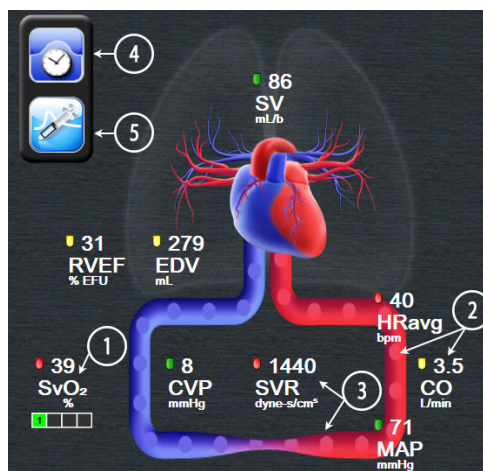 4
5
86
SV
mL/b
31
RVEF
% EFU
279
EDV
mL
40
HRavg
bpm
1
2
39
SvO₂
%
1
8
CVP
mmHg
1440
SVR
dyne-s/cm⁵
3
3.5
CO
L/min
71
MAP
mmHg